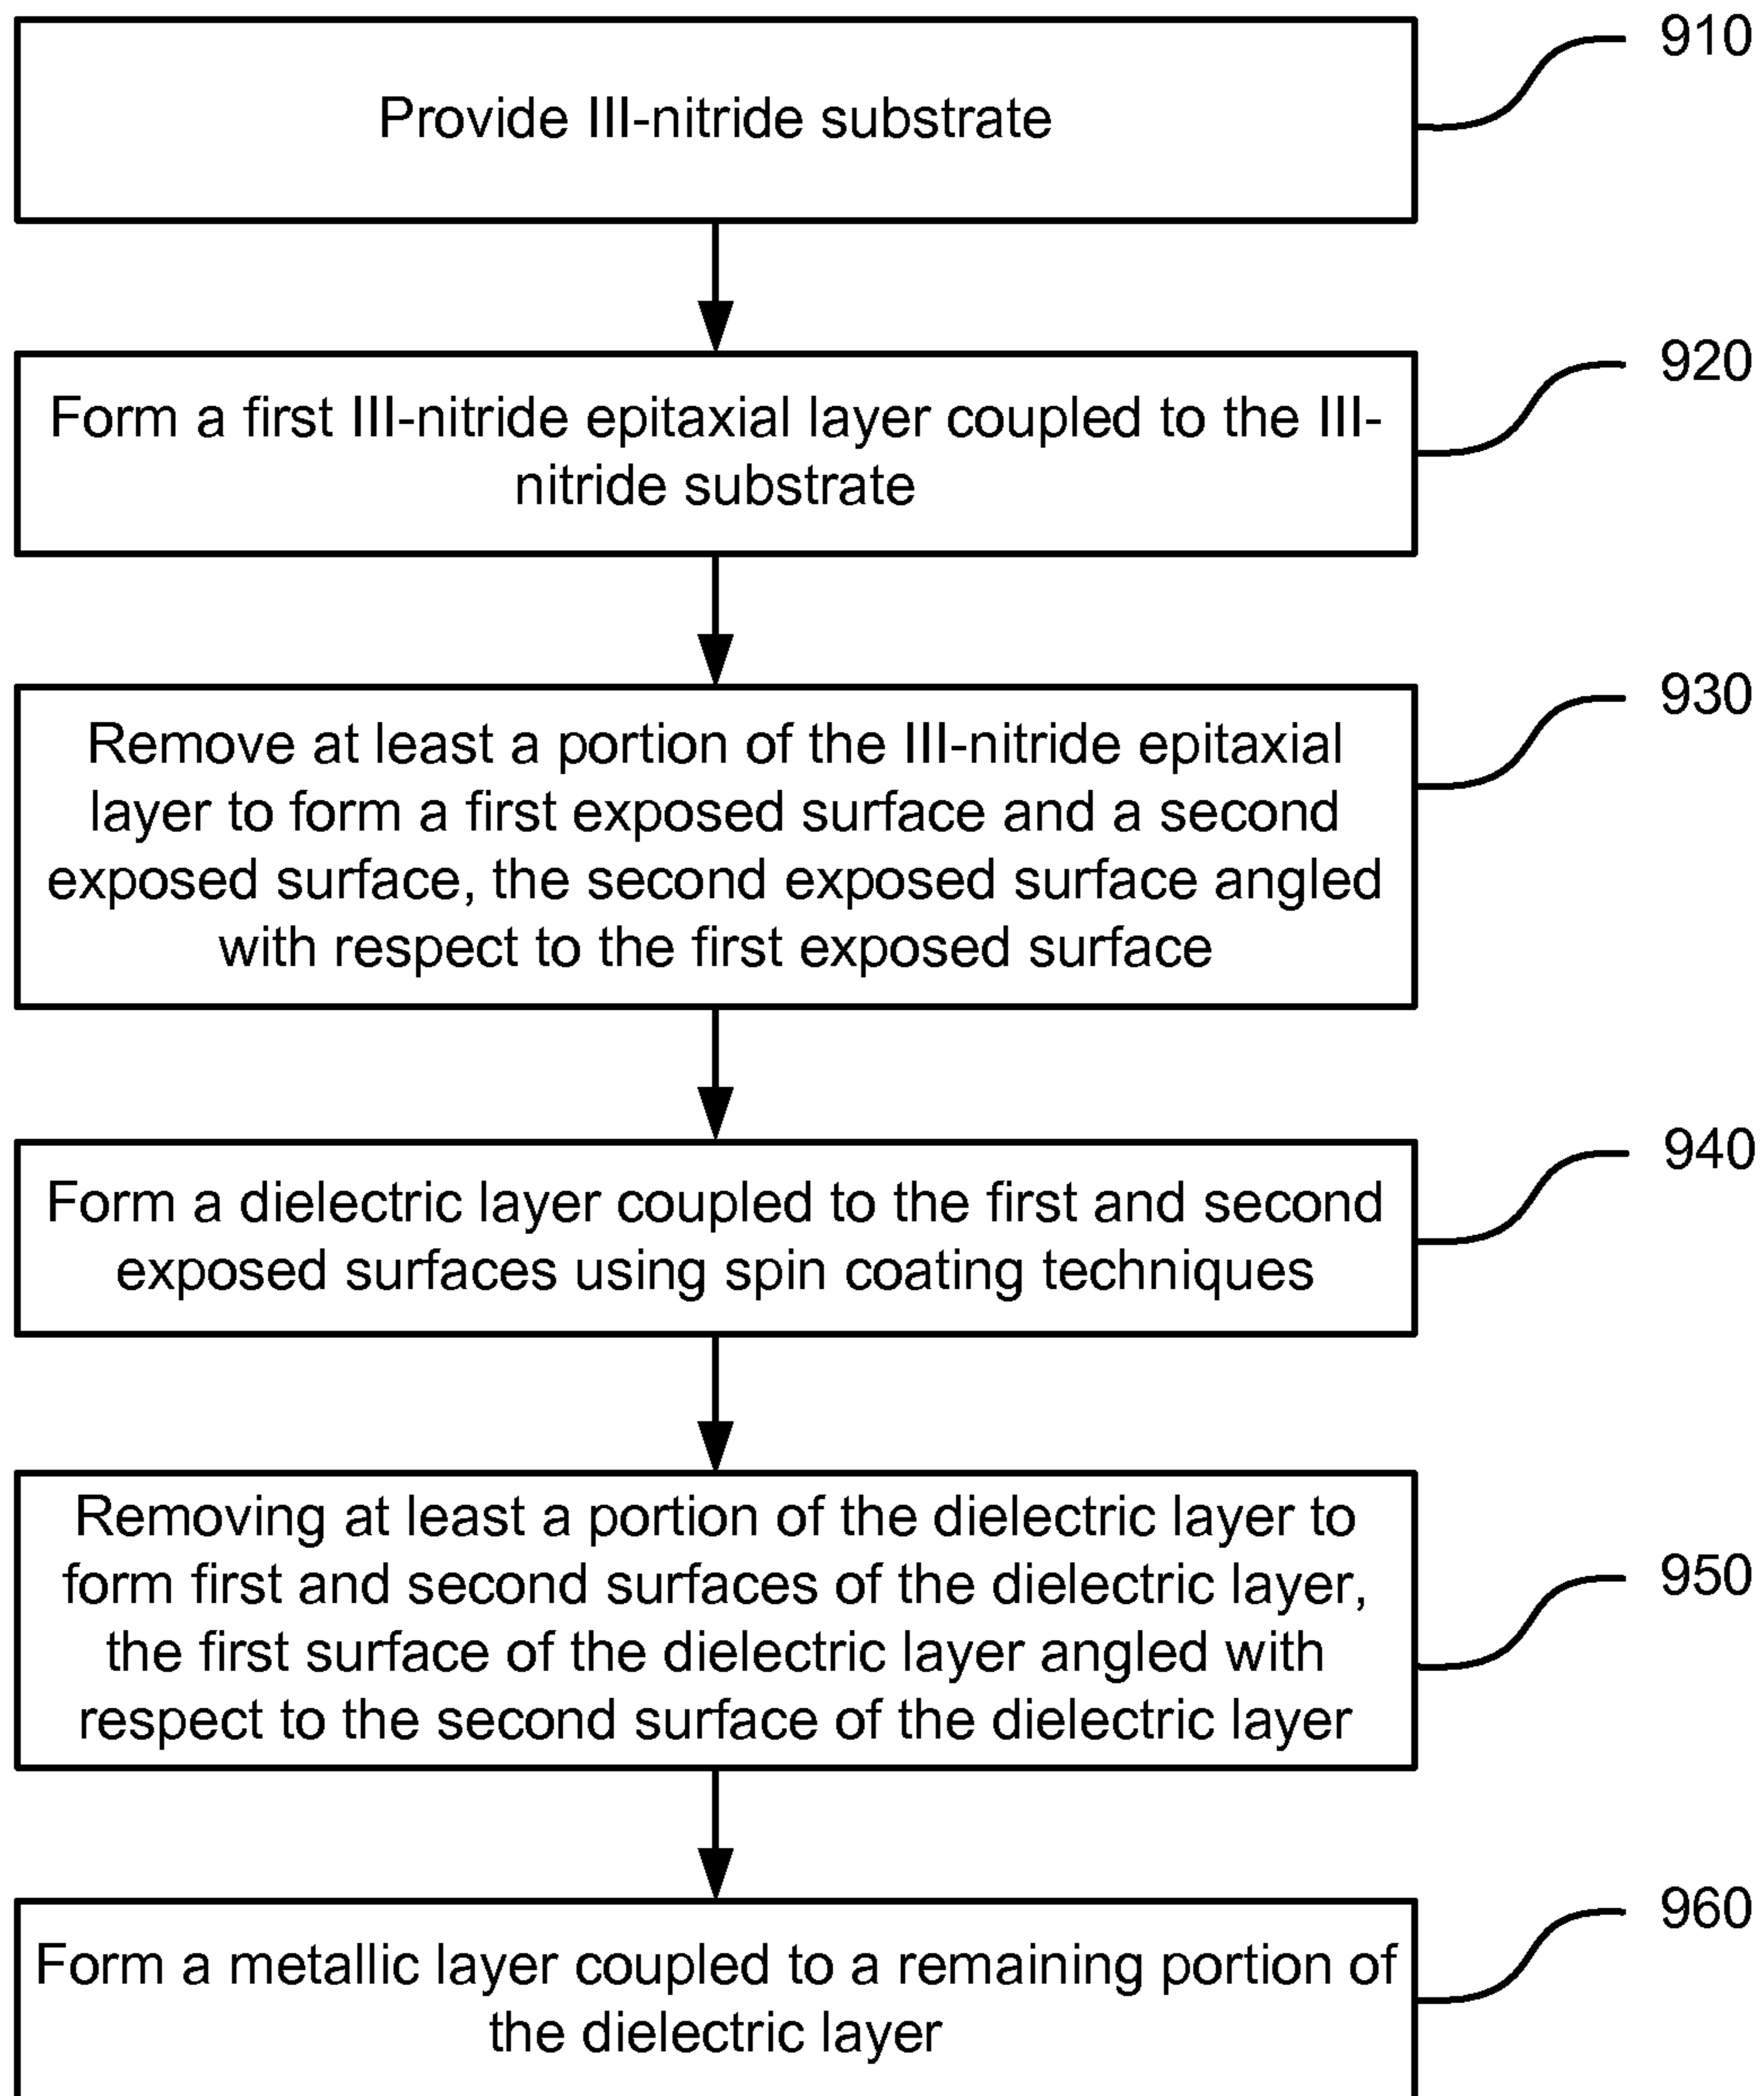 910
Provide III-nitride substrate
920
Form a first III-nitride epitaxial layer coupled to the III-
nitride substrate
930
Remove at least a portion of the III-nitride epitaxial
layer to form a first exposed surface and a second
exposed surface, the second exposed surface angled
with respect to the first exposed surface
940
Form a dielectric layer coupled to the first and second
exposed surfaces using spin coating techniques
950
Removing at least a portion of the dielectric layer to
form first and second surfaces of the dielectric layer,
the first surface of the dielectric layer angled with
respect to the second surface of the dielectric layer
960
Form a metallic layer coupled to a remaining portion of
the dielectric layer